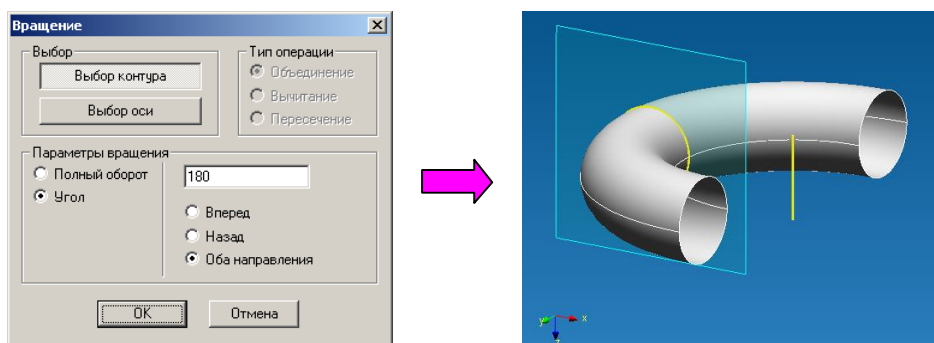 Вращение
Выбор
Выбор контура
Выбор оси
Тип операции
Объединение
Вычитание
Пересечение
Параметры вращения
Полный оборот
Угол
180
Вперед
Назад
Оба направления
OK
Отмена
y
x
z